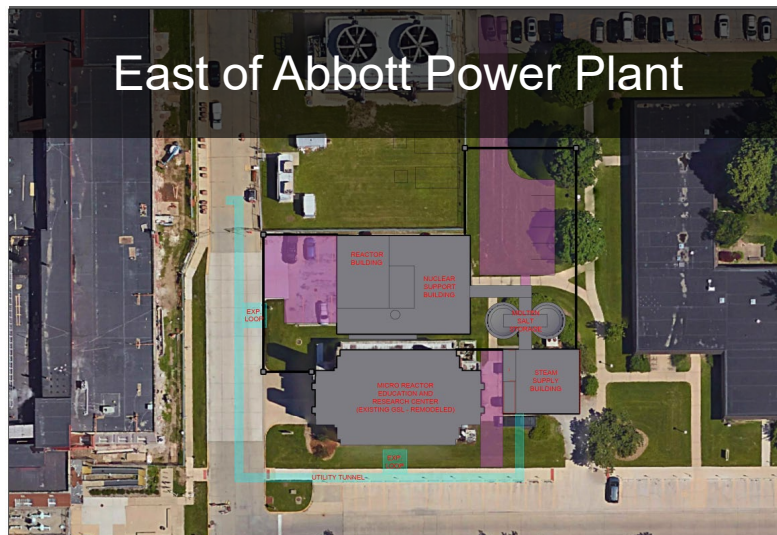 East of Abbott Power Plant
REACTOR
BUILDING
NUCLEAR
SUPPORT
BUILDING
EXP.
LOOP
MOLTEN
SALT
STORAGE
STEAM
SUPPLY
BUILDING
MICRO REACTOR
EDUCATION AND
RESEARCH CENTER
(EXISTING GSL - REMODELED)
EXP.
LOOP
UTILITY TUNNEL